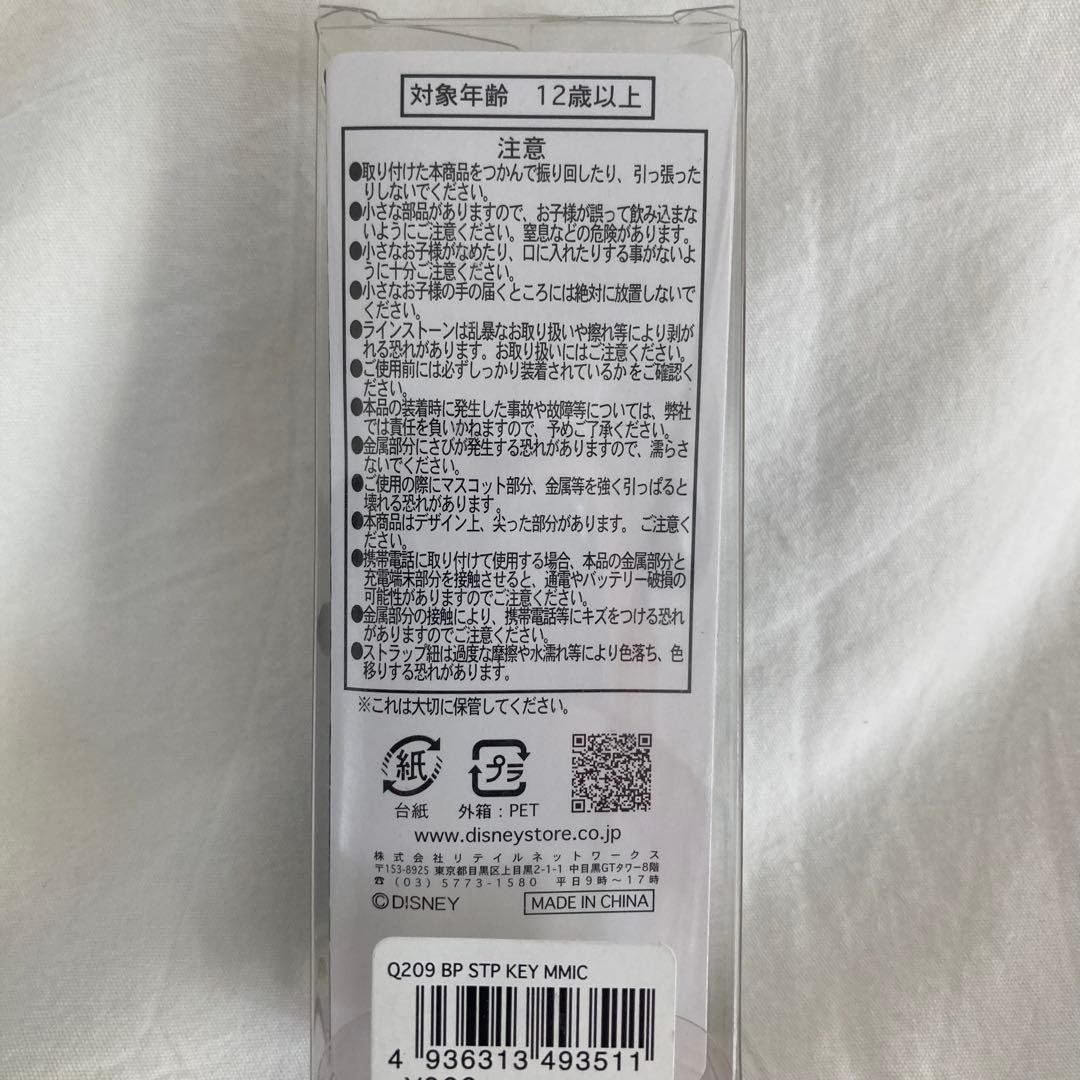 対象年齢　12歳以上
注意
●取り付けた本商品をつかんで振り回したり、引っ張った
りしないでください。
●小さな部品がありますので、お子様が誤って飲み込まな
いようにご注意ください。窒息などの危険があります。
●小さなお子様がなめたり、口に入れたりする事がないよ
うに十分ご注意ください。
●小さなお子様の手の届くところには絶対に放置しないで
ください。
●ラインストーンは乱暴なお取り扱いや擦れ等により剥が
れる恐れがあります。お取り扱いにはご注意ください。
●ご使用前には必ずしっかり装着されているかをご確認く
ださい。
●本品の装着時に発生した事故や故障等については、弊社
では責任を負いかねますので、予めご了承ください。
●金属部分にさびが発生する恐れがありますので、濡らさ
ないでください。
●ご使用の際にマスコット部分、金属等を強く引っぱると
壊れる恐れがあります。
●本商品はデザイン上、尖った部分があります。ご注意く
ださい。
●携帯電話に取り付けて使用する場合、本品の金属部分と
充電端末部分を接触させると、通電やバッテリー破損の
可能性がありますのでご注意ください。
●金属部分の接触により、携帯電話等にキズをつける恐れ
がありますのでご注意ください。
●ストラップ紐は過度な摩擦や水濡れ等により色落ち、色
移りする恐れがあります。
※これは大切に保管してください。
紙 プラ
台紙 外箱：PET
www.disneystore.co.jp
株式会社リテイルネットワークス
〒153-8925 東京都目黒区上目黒2-1-1 中目黒GTタワー8階
☎ (03) 5773-1580 平日9時～17時
©DISNEY MADE IN CHINA
Q209 BP STP KEY MMIC
4 936313 493511